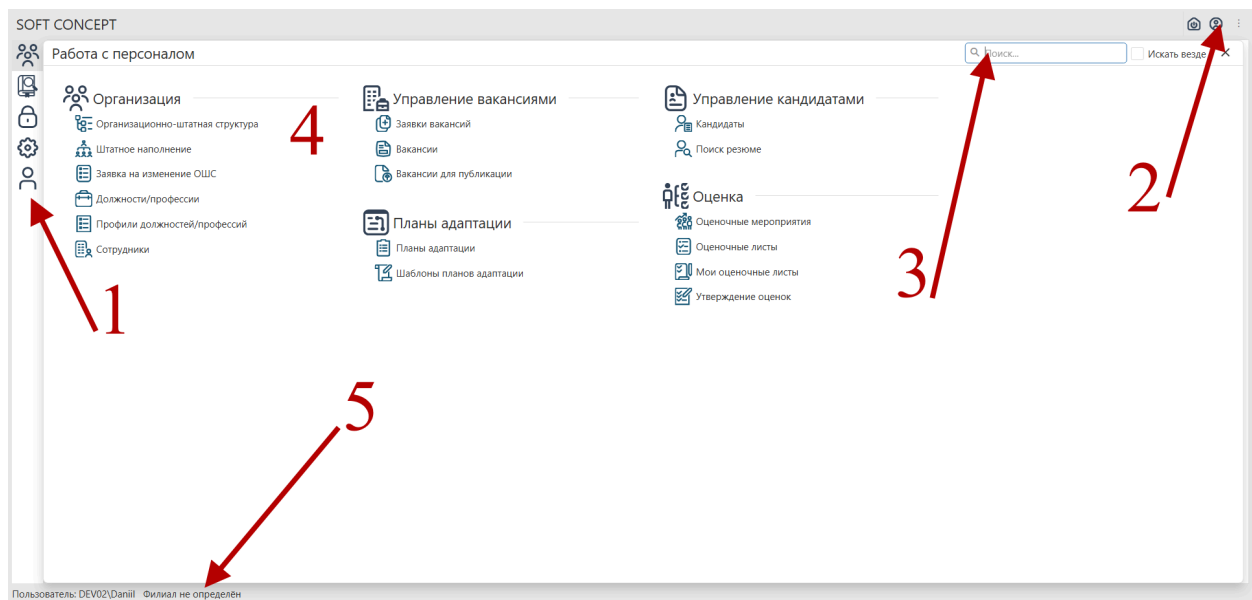 SOFT CONCEPT
Работа с персоналом
Поиск...
Искать везде
Организация
Организационно-штатная структура
Штатное наполнение
Заявка на изменение ОШС
Должности/профессии
Профили должностей/профессий
Сотрудники
4
Управление вакансиями
Заявки вакансий
Вакансии
Вакансии для публикации
Планы адаптации
Планы адаптации
Шаблоны планов адаптации
Управление кандидатами
Кандидаты
Поиск резюме
Оценка
Оценочные мероприятия
Оценочные листы
Мои оценочные листы
Утверждение оценок
2
3
1
5
Пользователь: DEV02\Daniil Филиал не определён